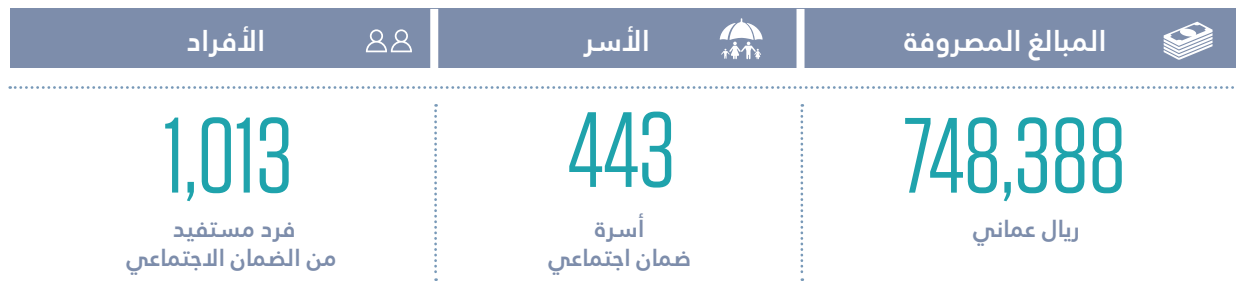 المبالغ المصروفة
الأسر
الأفراد
748,388
ريال عماني
443
أسرة
ضمان اجتماعي
1,013
فرد مستفيد
من الضمان الاجتماعي